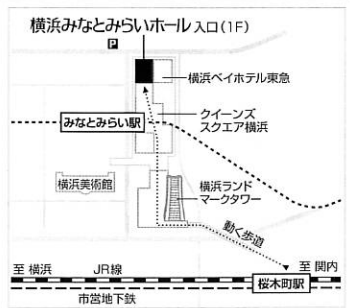 横浜みなとみらいホール 入口(1F)
P
横浜ベイホテル東急
みなとみらい駅
クイーンズ
スクエア横浜
横浜美術館
横浜ランド
マークタワー
動く歩道
至 横浜 JR線 至 関内
桜木町駅
市営地下鉄